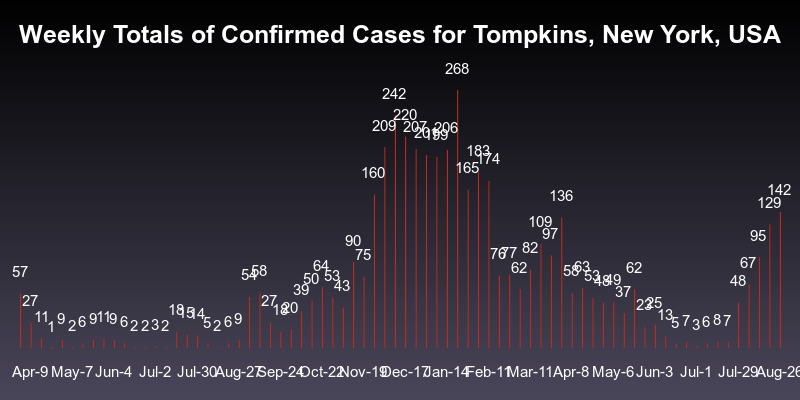 Weekly Totals of Confirmed Cases for Tompkins, New York, USA
57 27 11 1 9 2 6 9 11 9 6 2 2 3 2 18 15 14 5 2 6 9 54 58 27 18 20 39 50 64 53 43 90 75 160 209 242 220 207 199 206 268 165 183 174 76 77 62 82 109 97 136 58 63 53 48 49 37 62 23 25 13 5 7 3 6 8 7 48 67 95 129 142
Apr-9 May-7 Jun-4 Jul-2 Jul-30 Aug-27 Sep-24 Oct-22 Nov-19 Dec-17 Jan-14 Feb-11 Mar-11 Apr-8 May-6 Jun-3 Jul-1 Jul-29 Aug-26